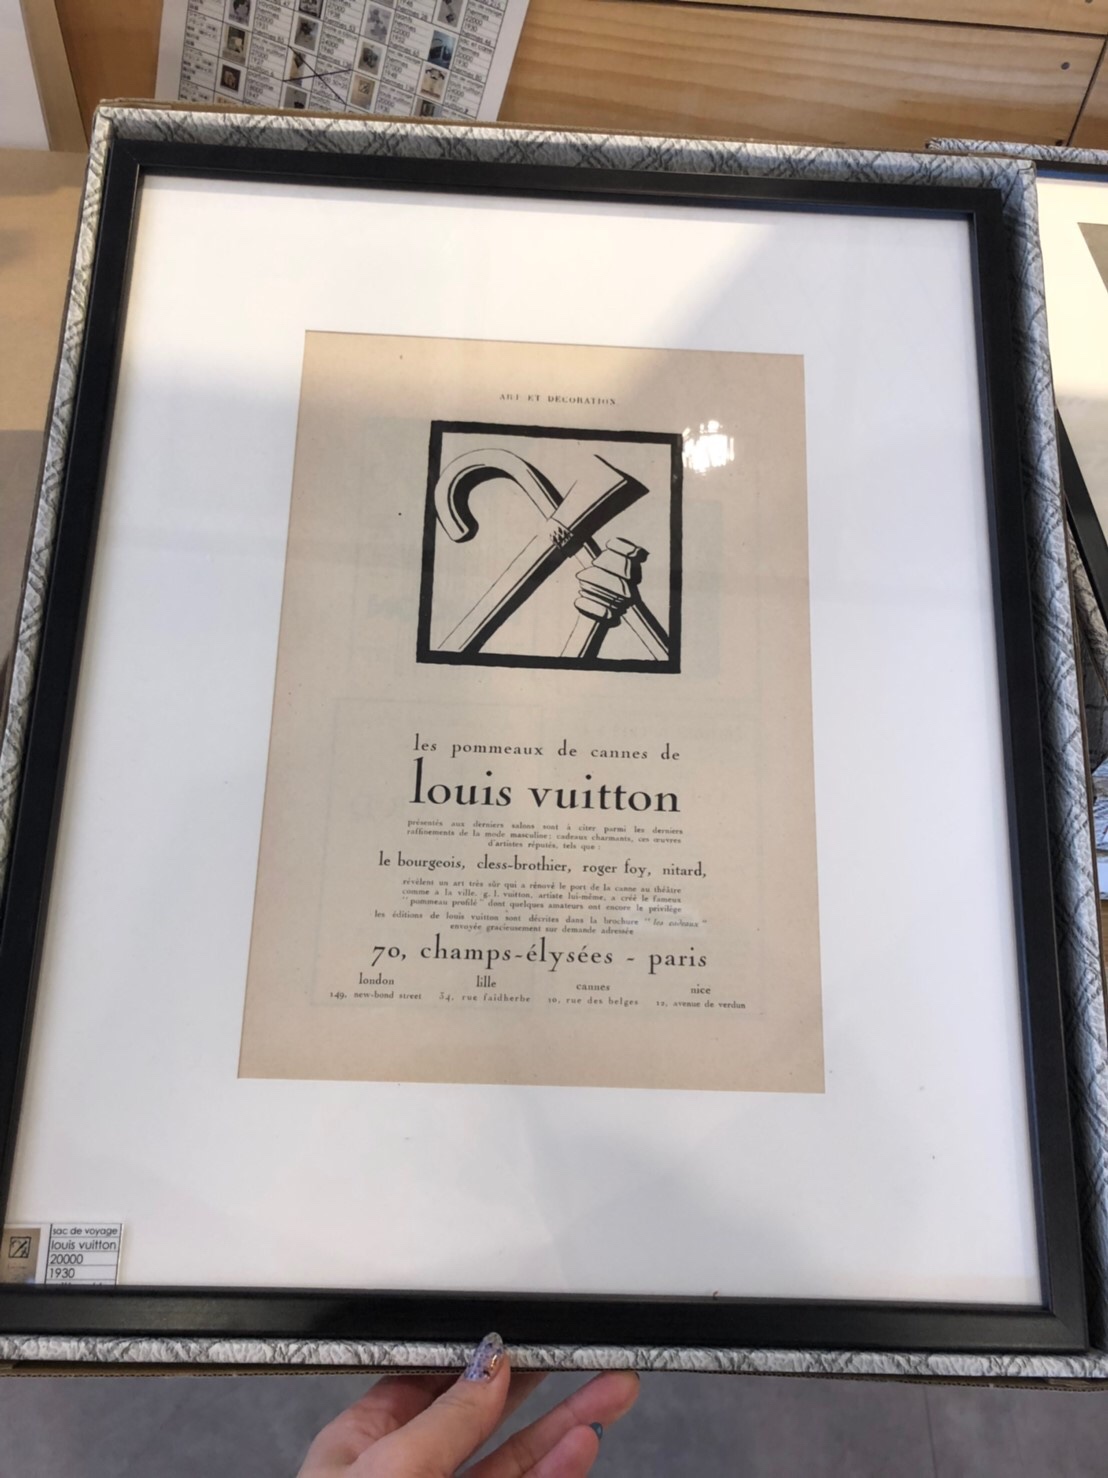 ART ET DÉCORATION
les pommeaux de cannes de
louis vuitton
présentés aux derniers salons sont à citer parmi les derniers
raffinements de la mode masculine; cadeaux charmants, ces œuvres
d'artistes réputés, tels que :
le bourgeois, cless-brothier, roger foy, nitard,
révèlent un art très sûr qui a rénové le port de la canne au théâtre
comme a la ville. g. l. vuitton, artiste lui-même, a créé le fameux
"pommeau profilé" dont quelques amateurs ont encore le privilège
les éditions de louis vuitton sont décrites dans la brochure "les cadeaux"
envoyée gracieusement sur demande adressée
70, champs-élysées - paris
london lille cannes nice
149, new-bond street 34, rue faidherbe 10, rue des belges 12, avenue de verdun
sac de voyage
louis vuitton
20000
1930